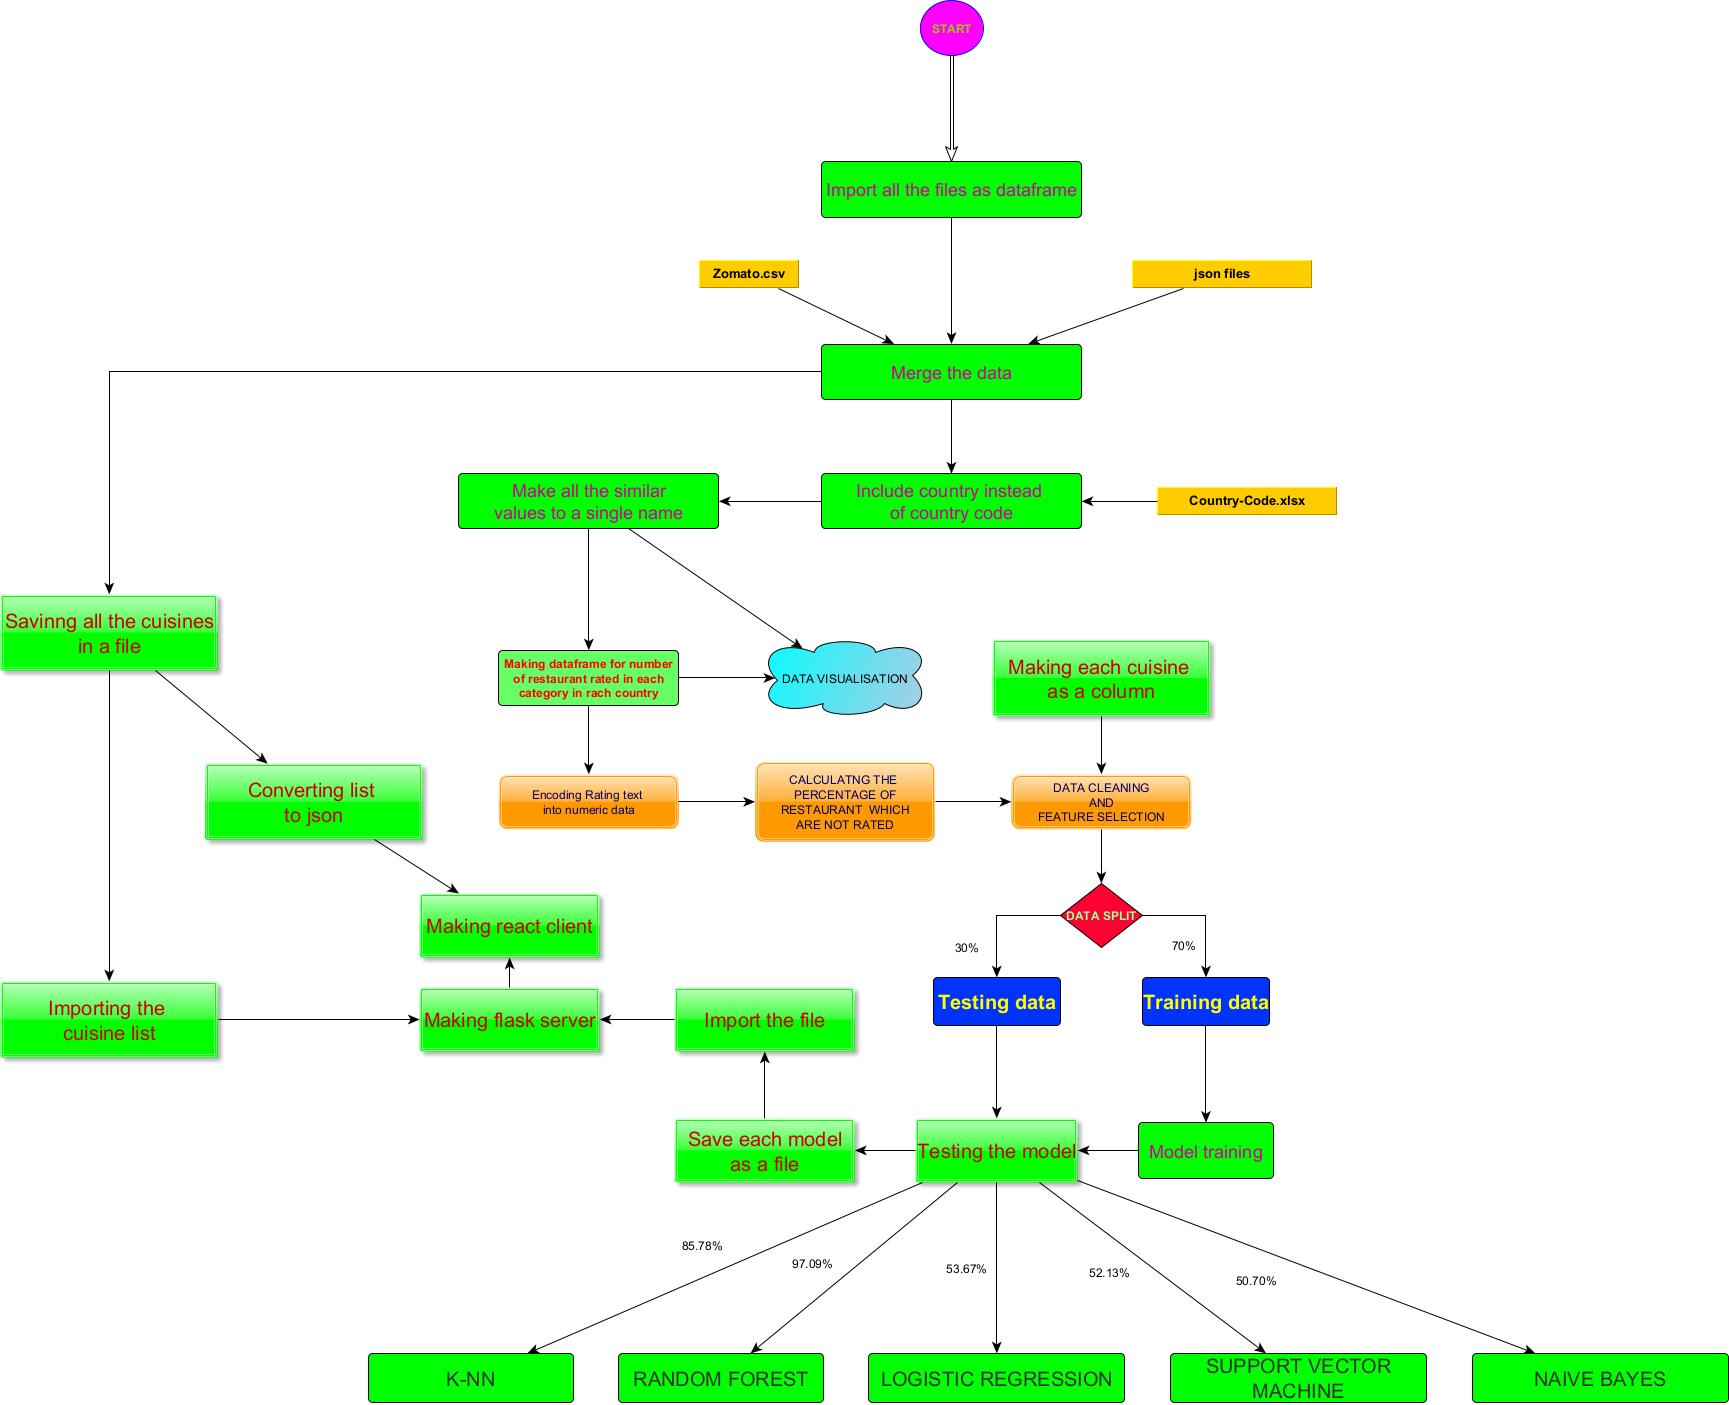 START
Import all the files as dataframe
Zomato.csv
json files
Merge the data
Make all the similar
values to a single name
Include country instead
of country code
Country-Code.xlsx
Savinng all the cuisines
in a file
Making dataframe for number
of restaurant rated in each
category in rach country
DATA VISUALISATION
Making each cuisine
as a column
Converting list
to json
Encoding Rating text
into numeric data
CALCULATNG THE
PERCENTAGE OF
RESTAURANT WHICH
ARE NOT RATED
DATA CLEANING
AND
FEATURE SELECTION
Making react client
DATA SPLIT
30%
70%
Importing the
cuisine list
Making flask server
Import the file
Testing data
Training data
Save each model
as a file
Testing the model
Model training
85.78%
97.09%
53.67%
52.13%
50.70%
K-NN
RANDOM FOREST
LOGISTIC REGRESSION
SUPPORT VECTOR
MACHINE
NAIVE BAYES